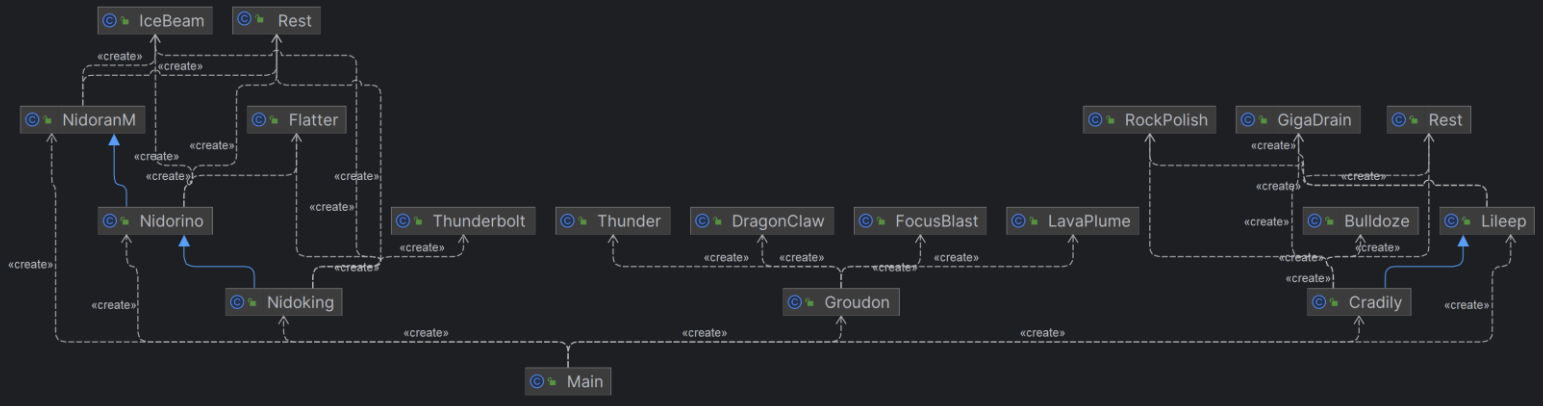 IceBeam
Rest
«create»
«create»
NidoranM
Flatter
RockPolish
GigaDrain
Rest
«create»
«create»
«create»
«create»
«create»
«create»
«create»
«create»
«create»
Nidorino
Thunderbolt
Thunder
DragonClaw
FocusBlast
LavaPlume
Bulldoze
Lileep
«create»
«create»
«create»
«create»
«create»
«create»
«create»
«create»
«create»
«create»
Nidoking
Groudon
Cradily
«create»
«create»
«create»
«create»
«create»
Main